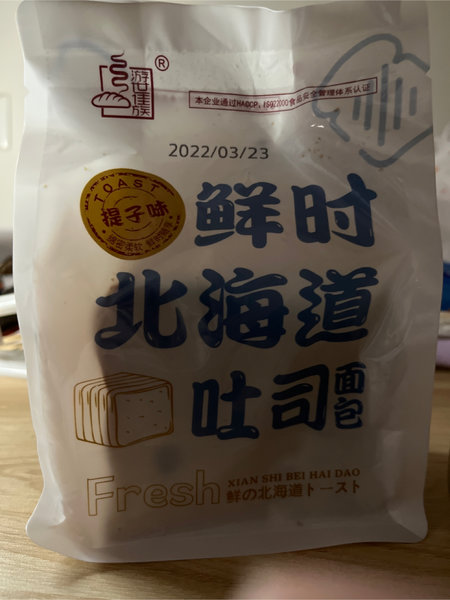 游世佳族
®
本企业通过HACCP、ISO22000食品安全管理体系认证
2022/03/23
TOAST
提子味
鲜时
北海道
吐司面包
Fresh
XIAN SHI BEI HAI DAO
鲜の北海道トースト